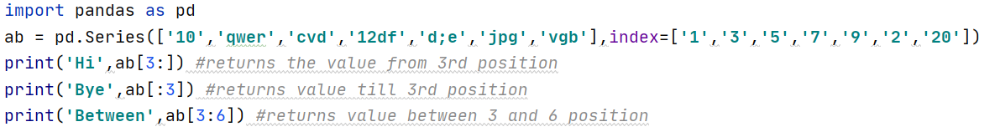 import pandas as pd
ab = pd.Series(['10','qwer','cvd','12df','d;e','jpg','vgb'],index=['1','3','5','7','9','2','20'])
print('Hi',ab[3:]) #returns the value from 3rd position
print('Bye',ab[:3]) #returns value till 3rd position
print('Between',ab[3:6]) #returns value between 3 and 6 position